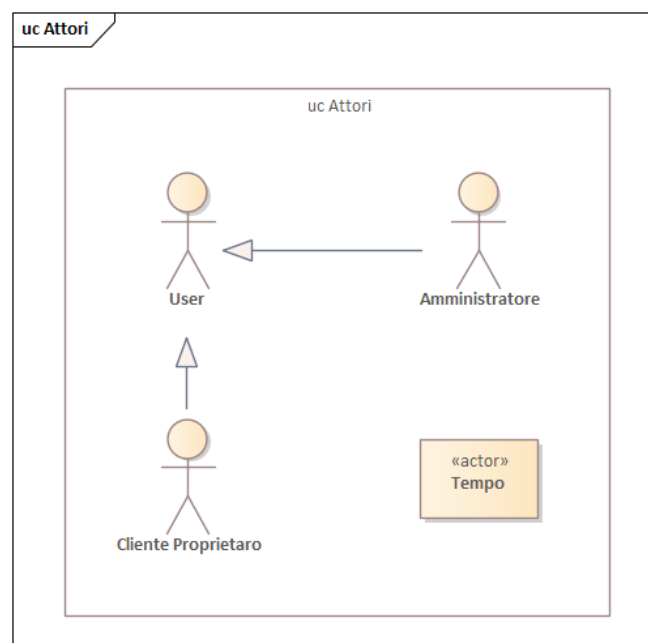 uc Attori
uc Attori
User
Amministratore
Cliente Proprietaro
«actor»
Tempo